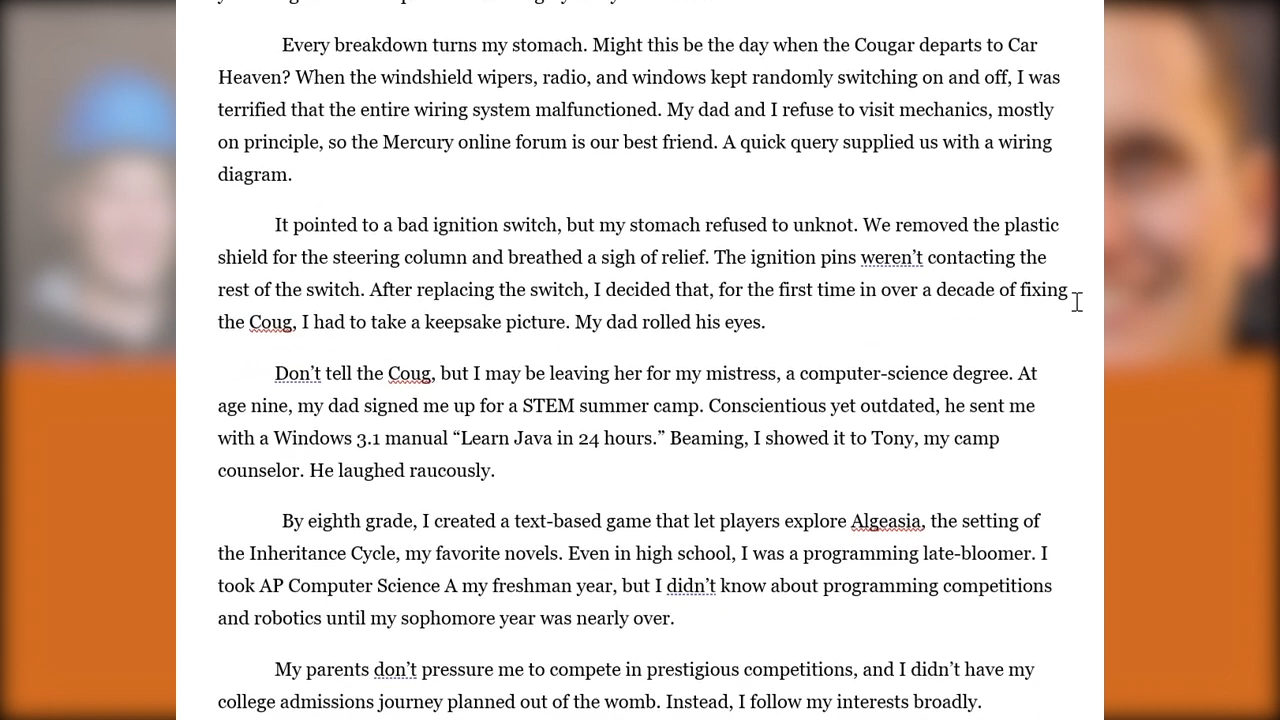 Every breakdown turns my stomach. Might this be the day when the Cougar departs to Car
Heaven? When the windshield wipers, radio, and windows kept randomly switching on and off, I was
terrified that the entire wiring system malfunctioned. My dad and I refuse to visit mechanics, mostly
on principle, so the Mercury online forum is our best friend. A quick query supplied us with a wiring
diagram.
It pointed to a bad ignition switch, but my stomach refused to unknot. We removed the plastic
shield for the steering column and breathed a sigh of relief. The ignition pins weren’t contacting the
rest of the switch. After replacing the switch, I decided that, for the first time in over a decade of fixing
the Coug, I had to take a keepsake picture. My dad rolled his eyes.
Don’t tell the Coug, but I may be leaving her for my mistress, a computer-science degree. At
age nine, my dad signed me up for a STEM summer camp. Conscientious yet outdated, he sent me
with a Windows 3.1 manual “Learn Java in 24 hours.” Beaming, I showed it to Tony, my camp
counselor. He laughed raucously.
By eighth grade, I created a text-based game that let players explore Algeasia, the setting of
the Inheritance Cycle, my favorite novels. Even in high school, I was a programming late-bloomer. I
took AP Computer Science A my freshman year, but I didn’t know about programming competitions
and robotics until my sophomore year was nearly over.
My parents don’t pressure me to compete in prestigious competitions, and I didn’t have my
college admissions journey planned out of the womb. Instead, I follow my interests broadly.